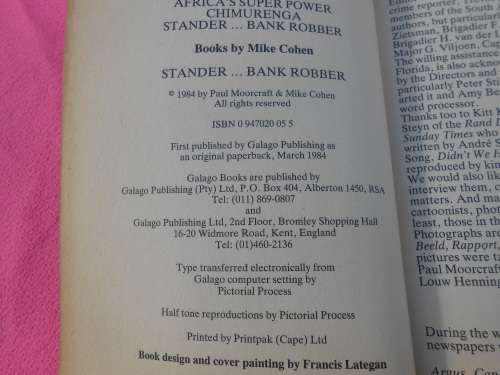 AFRICA'S SUPER POWER
CHIMURENGA
STANDER ... BANK ROBBER
Books by Mike Cohen
STANDER ... BANK ROBBER
© 1984 by Paul Moorcraft & Mike Cohen
All rights reserved
ISBN 0 947020 05 5
First published by Galago Publishing as
an original paperback, March 1984
Galago Books are published by
Galago Publishing (Pty) Ltd, P.O. Box 404, Alberton 1450, RSA
Tel: (011) 869-0807
and
Galago Publishing Ltd, 2nd Floor, Bromley Shopping Hall
16-20 Widmore Road, Kent, England
Tel: (01)460-2136
Type transferred electronically from
Galago computer setting by
Pictorial Process
Half tone reproductions by Pictorial Process
Printed by Printpak (Cape) Ltd
Book design and cover painting by Francis Lategan
crime reporter,
members of the South
authors, but particular
Zietsman, Brigadier F
Brigadier H. van der L
Major G. Viljoen, Cap
The willing assistance
Florida, is also acknow
by the Directors and
particularly Peter Sti
arted it and Amy Be
word processor.
Thanks too to Kitt
Steyn of the Rand D
Sunday Times who
written by André S
Song, Didn't We H
reproduced by kin
We would also like
interview them, o
matters. And ma
cartoonists, phot
least, those in th
Photographs are
Beeld, Rapport,
pictures were ta
Paul Moorcraft
Louw Henning
During the w
newspapers
Argus, Can